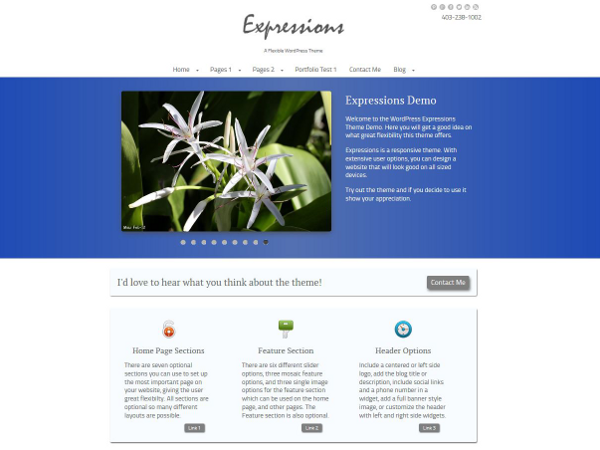 403-238-1002
Expressions
A Flexible WordPress Theme
Home Pages 1 Pages 2 Portfolio Test 1 Contact Me Blog
Expressions Demo
Welcome to the WordPress Expressions
Theme Demo. Here you will get a good idea on
what great flexibility this theme offers.
Expressions is a responsive theme. With
extensive user options, you can design a
website that will look good on all sized
devices.
Try out the theme and if you decide to use it
show your appreciation.
I'd love to hear what you think about the theme!
Contact Me
Home Page Sections
There are seven optional
sections you can use to set up
the most important page on
your website, giving the user
great flexibilty. All sections are
optional so many different
layouts are possible.
Link 1
Feature Section
There are six different slider
options, three mosaic feature
options, and three single image
options for the feature section
which can be used on the home
page, and other pages. The
Feature section is also optional.
Link 2
Header Options
Include a centered or left side
logo, add the blog title or
description, include social links
and a phone number in a
widget, add a full banner style
image, or customize the header
with left and right side widgets.
Link 3